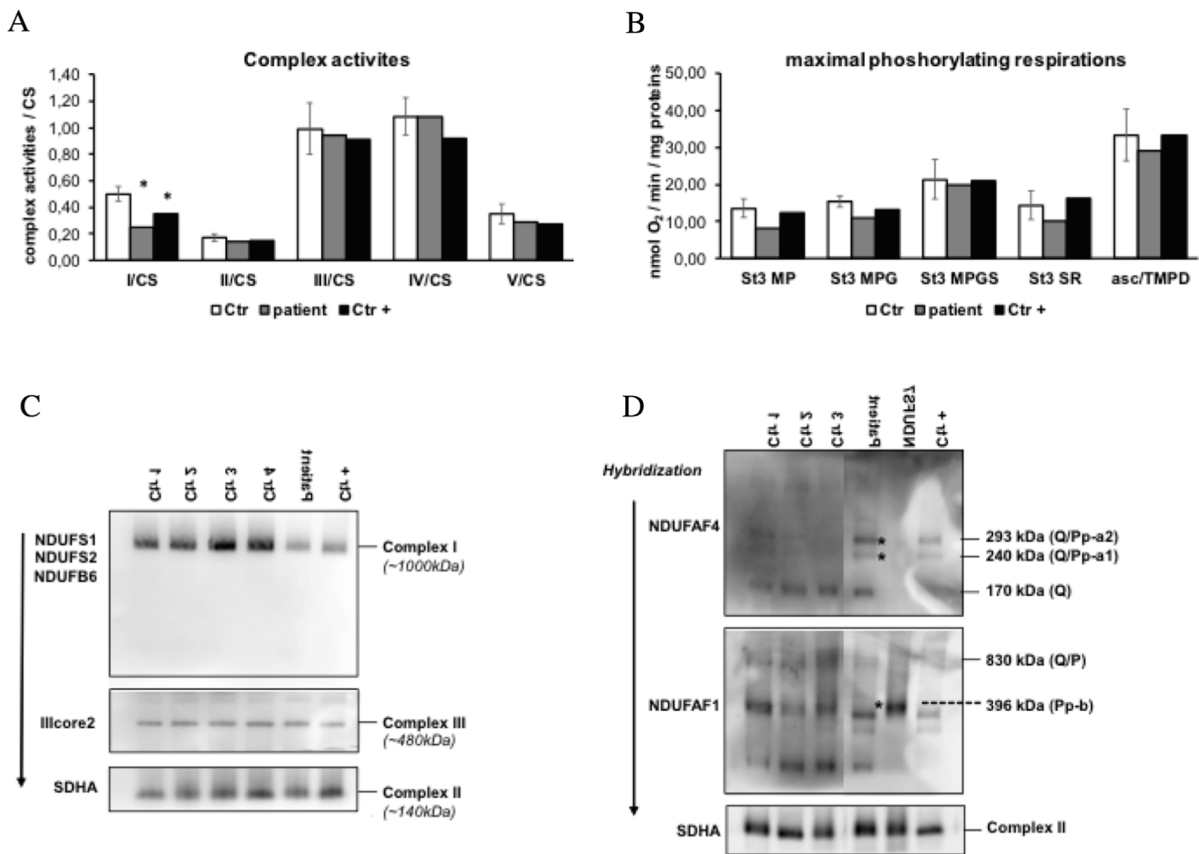 A
Complex activites
complex activities / CS
1,40
1,20
1,00
0,80
0,60
0,40
0,20
0,00
* *
I/CS II/CS III/CS IV/CS V/CS
Ctr patient Ctr +
B
maximal phoshorylating respirations
nmol O₂ / min / mg proteins
50,00
40,00
30,00
20,00
10,00
0,00
St3 MP St3 MPG St3 MPGS St3 SR asc/TMPD
Ctr patient Ctr +
C
Ctr 1 Ctr 2 Ctr 3 Ctr 4 Patient Ctr +
NDUFS1
NDUFS2
NDUFB6
Complex I
(~1000kDa)
IIIcore2
Complex III
(~480kDa)
SDHA
Complex II
(~140kDa)
D
Ctr 1 Ctr 2 Ctr 3 Patient NDUFS7 Ctr +
Hybridization
NDUFAF4
*
*
293 kDa (Q/Pp-a2)
240 kDa (Q/Pp-a1)
170 kDa (Q)
NDUFAF1
*
830 kDa (Q/P)
396 kDa (Pp-b)
SDHA
Complex II